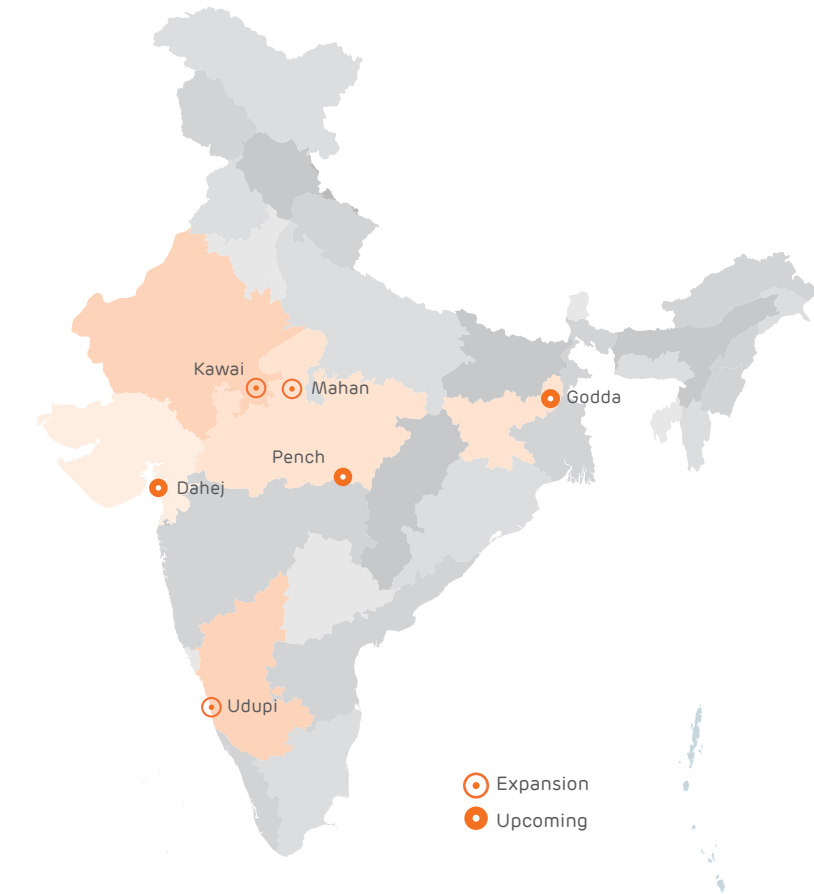 Kawai
Mahan
Godda
Pench
Dahej
Udupi
Expansion
Upcoming